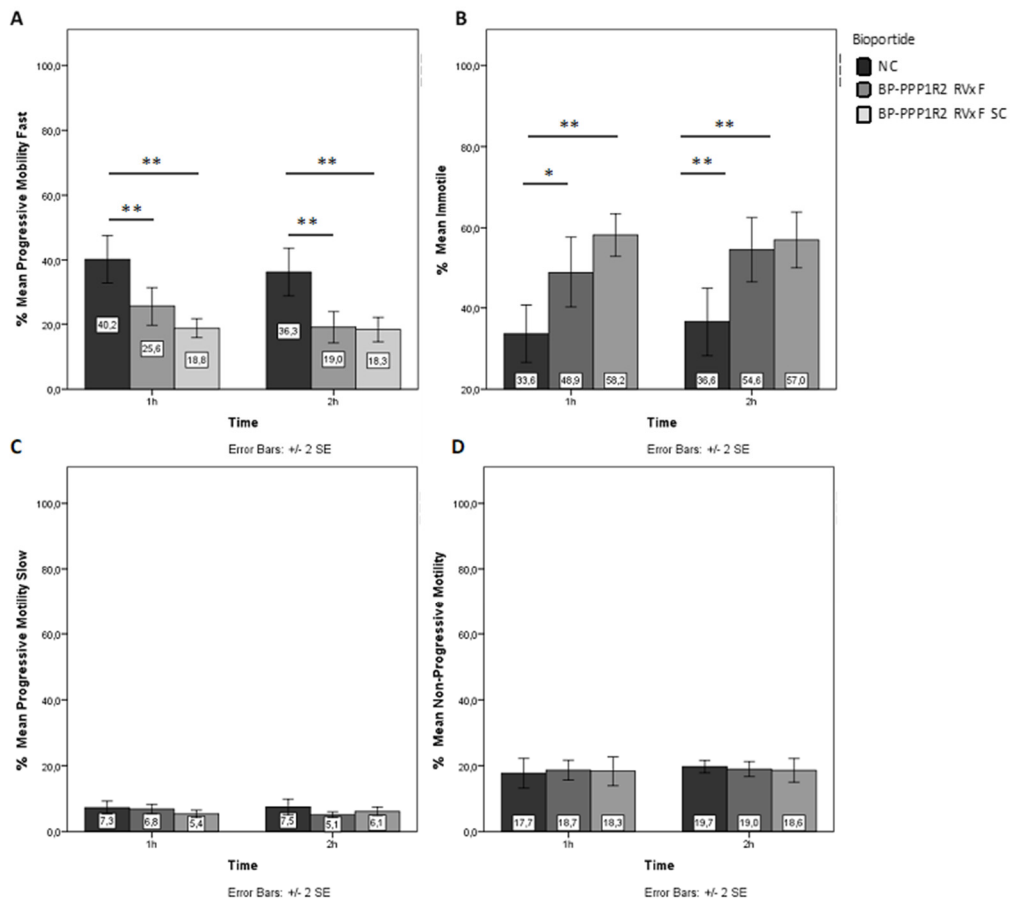 A
B
Bioportide
NC
BP-PPP1R2 RVxF
BP-PPP1R2 RVxF SC
% Mean Progressive Mobility Fast
100,0
80,0
60,0
40,0
20,0
0,0
**
**
**
**
40,2
25,6
18,8
36,3
19,0
18,3
1h
2h
Time
Error Bars: +/- 2 SE
% Mean Immotile
100,0
80,0
60,0
40,0
20,0
**
*
**
**
33,6
48,9
58,2
36,6
54,6
57,0
1h
2h
Time
Error Bars: +/- 2 SE
C
D
% Mean Progressive Motility Slow
100,0
80,0
60,0
40,0
20,0
0,0
7,3
6,8
5,4
7,5
5,1
6,1
1h
2h
Time
Error Bars: +/- 2 SE
% Mean Non-Progressive Motility
100,0
80,0
60,0
40,0
20,0
0,0
17,7
18,7
18,3
19,7
19,0
18,6
1h
2h
Time
Error Bars: +/- 2 SE